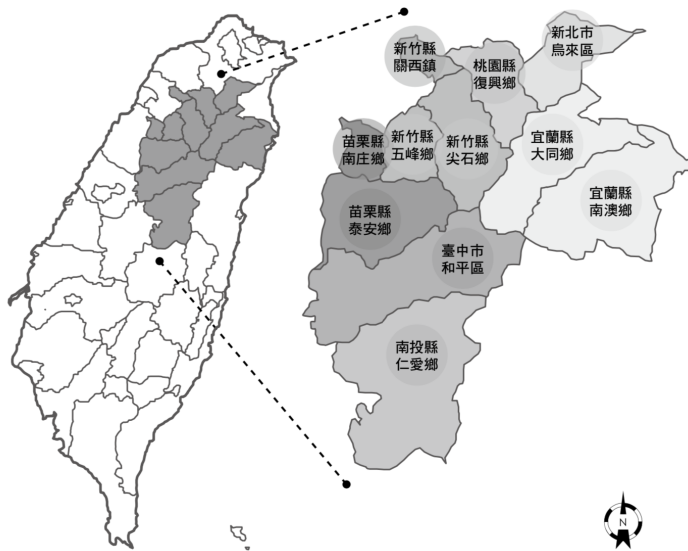 新北市
烏來區
新竹縣
關西鎮
桃園縣
復興鄉
苗栗縣
南庄鄉
新竹縣
五峰鄉
新竹縣
尖石鄉
宜蘭縣
大同鄉
宜蘭縣
南澳鄉
苗栗縣
泰安鄉
臺中市
和平區
南投縣
仁愛鄉
N